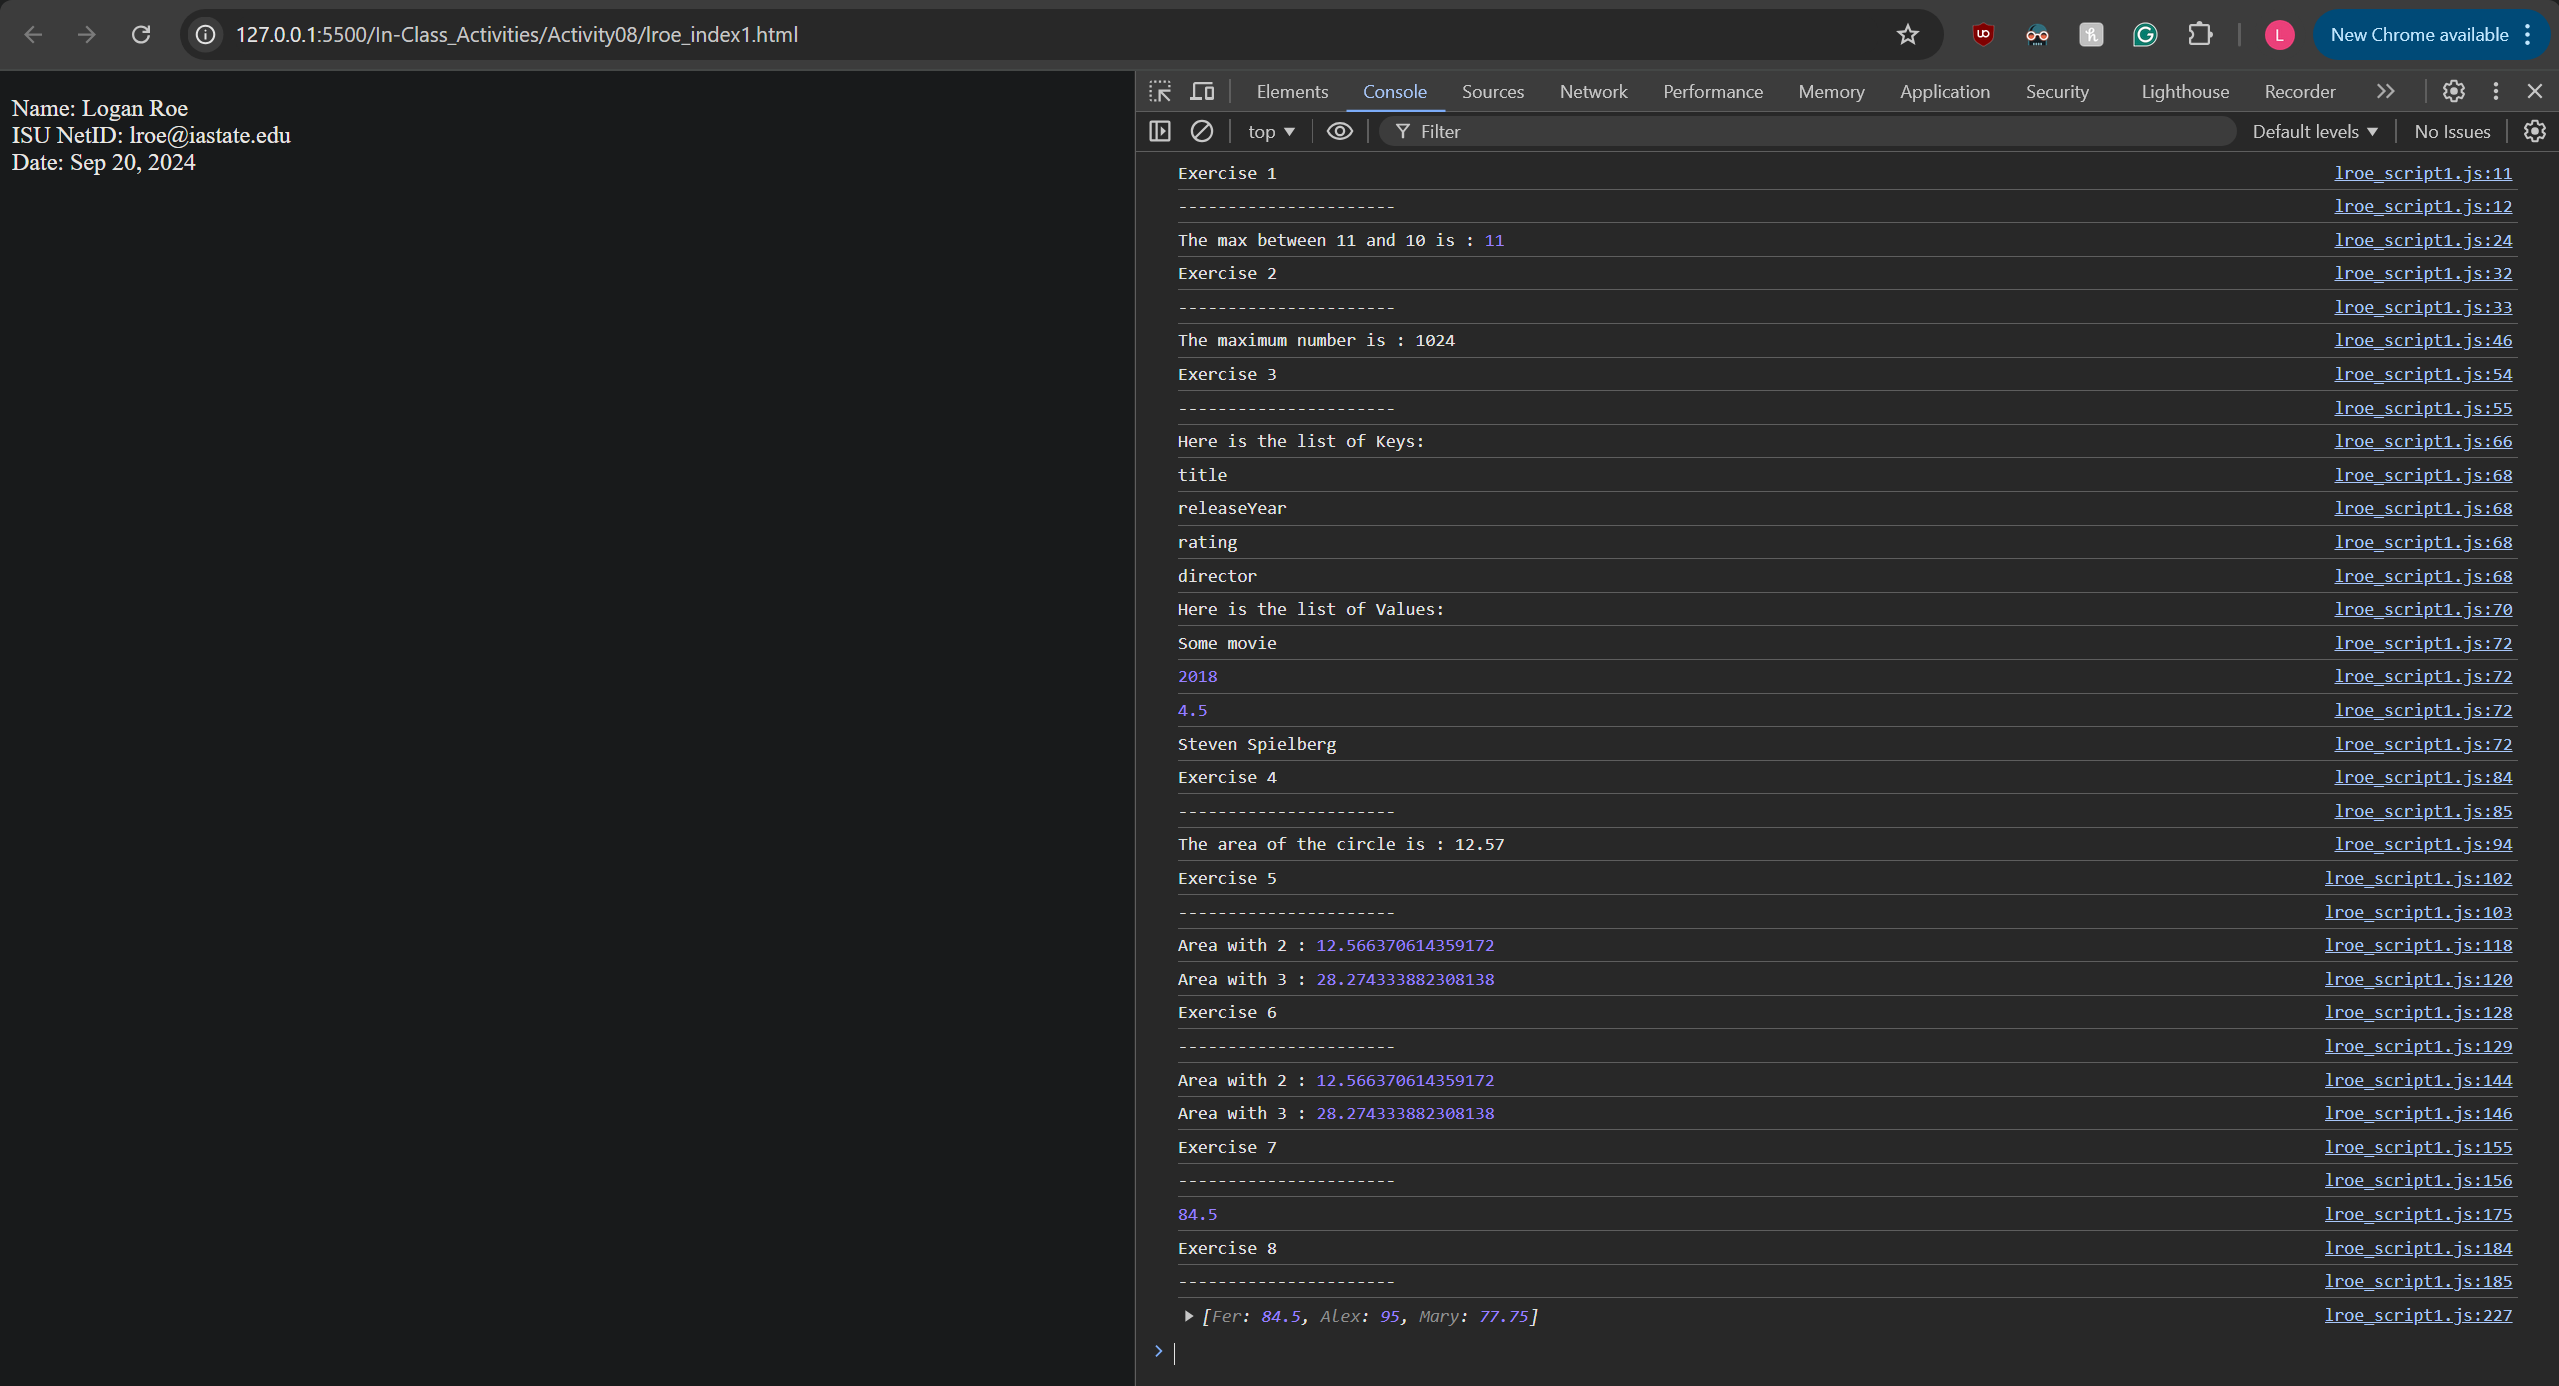 127.0.0.1:5500/In-Class_Activities/Activity08/lroe_index1.html
L
New Chrome available
Name: Logan Roe
ISU NetID: lroe@iastate.edu
Date: Sep 20, 2024
Elements Console Sources Network Performance Memory Application Security Lighthouse Recorder
top Filter Default levels No Issues
Exercise 1 lroe_script1.js:11
---------------------- lroe_script1.js:12
The max between 11 and 10 is : 11 lroe_script1.js:24
Exercise 2 lroe_script1.js:32
---------------------- lroe_script1.js:33
The maximum number is : 1024 lroe_script1.js:46
Exercise 3 lroe_script1.js:54
---------------------- lroe_script1.js:55
Here is the list of Keys: lroe_script1.js:66
title lroe_script1.js:68
releaseYear lroe_script1.js:68
rating lroe_script1.js:68
director lroe_script1.js:68
Here is the list of Values: lroe_script1.js:70
Some movie lroe_script1.js:72
2018 lroe_script1.js:72
4.5 lroe_script1.js:72
Steven Spielberg lroe_script1.js:72
Exercise 4 lroe_script1.js:84
---------------------- lroe_script1.js:85
The area of the circle is : 12.57 lroe_script1.js:94
Exercise 5 lroe_script1.js:102
---------------------- lroe_script1.js:103
Area with 2 : 12.566370614359172 lroe_script1.js:118
Area with 3 : 28.274333882308138 lroe_script1.js:120
Exercise 6 lroe_script1.js:128
---------------------- lroe_script1.js:129
Area with 2 : 12.566370614359172 lroe_script1.js:144
Area with 3 : 28.274333882308138 lroe_script1.js:146
Exercise 7 lroe_script1.js:155
---------------------- lroe_script1.js:156
84.5 lroe_script1.js:175
Exercise 8 lroe_script1.js:184
---------------------- lroe_script1.js:185
[Fer: 84.5, Alex: 95, Mary: 77.75] lroe_script1.js:227